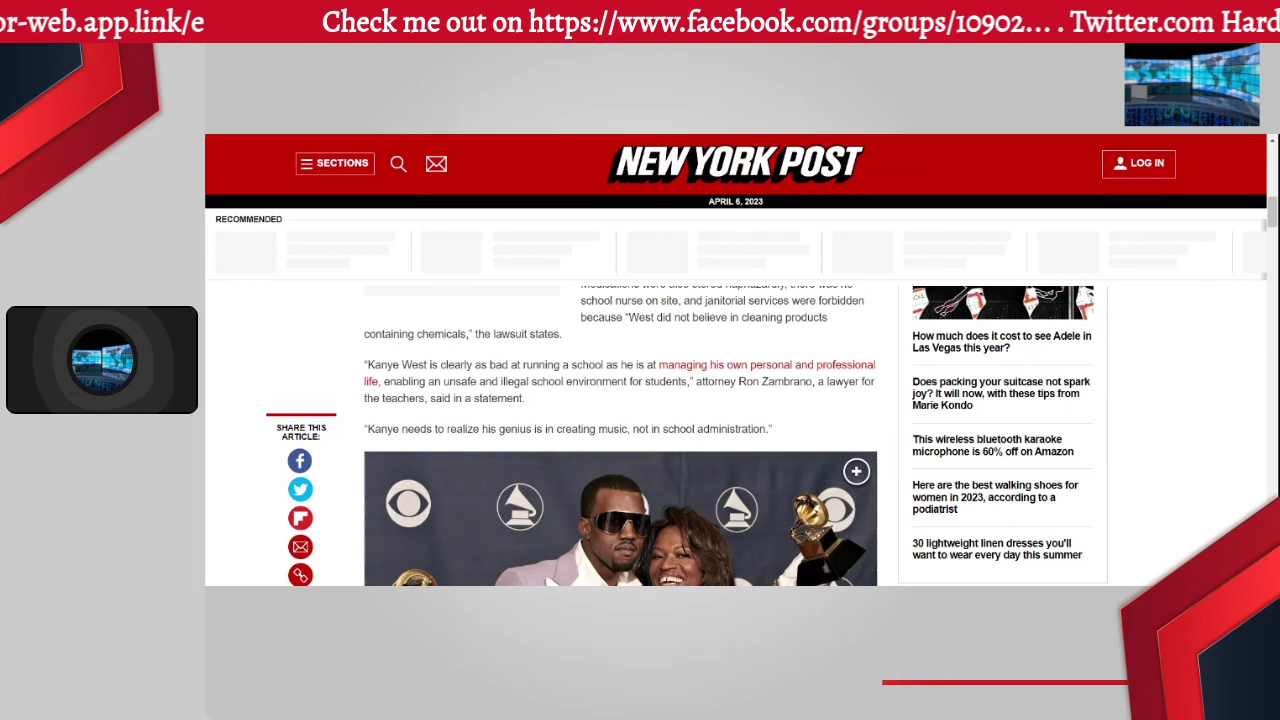 or-web.app.link/e Check me out on https://www.facebook.com/groups/10902... . Twitter.com Hard
SECTIONS
NEW YORK POST
LOG IN
APRIL 6, 2023
RECOMMENDED
school nurse on site, and janitorial services were forbidden
because “West did not believe in cleaning products
containing chemicals,” the lawsuit states.
“Kanye West is clearly as bad at running a school as he is at managing his own personal and professional
life, enabling an unsafe and illegal school environment for students,” attorney Ron Zambrano, a lawyer for
the teachers, said in a statement.
“Kanye needs to realize his genius is in creating music, not in school administration.”
SHARE THIS
ARTICLE:
How much does it cost to see Adele in
Las Vegas this year?
Does packing your suitcase not spark
joy? It will now, with these tips from
Marie Kondo
This wireless bluetooth karaoke
microphone is 60% off on Amazon
Here are the best walking shoes for
women in 2023, according to a
podiatrist
30 lightweight linen dresses you'll
want to wear every day this summer